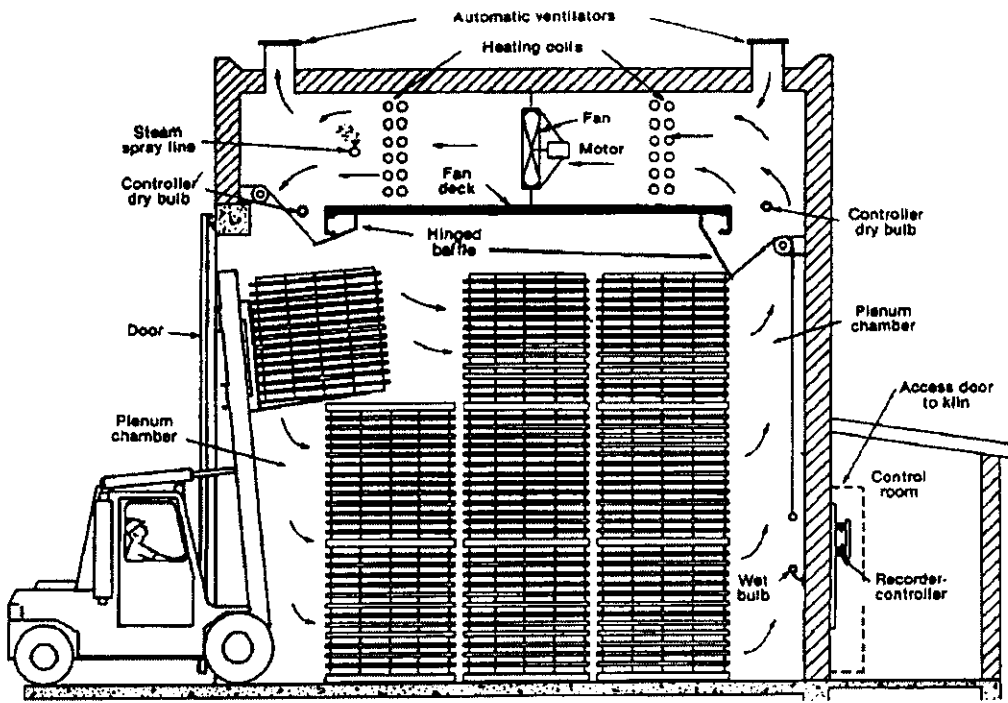 Automatic ventilators
Heating coils
Steam
spray line
Fan
Motor
Controller
dry bulb
Fan
deck
Controller
dry bulb
Hinged
baffle
Door
Plenum
chamber
Access door
to kiln
Plenum
chamber
Control
room
Wet
bulb
Recorder-
controller